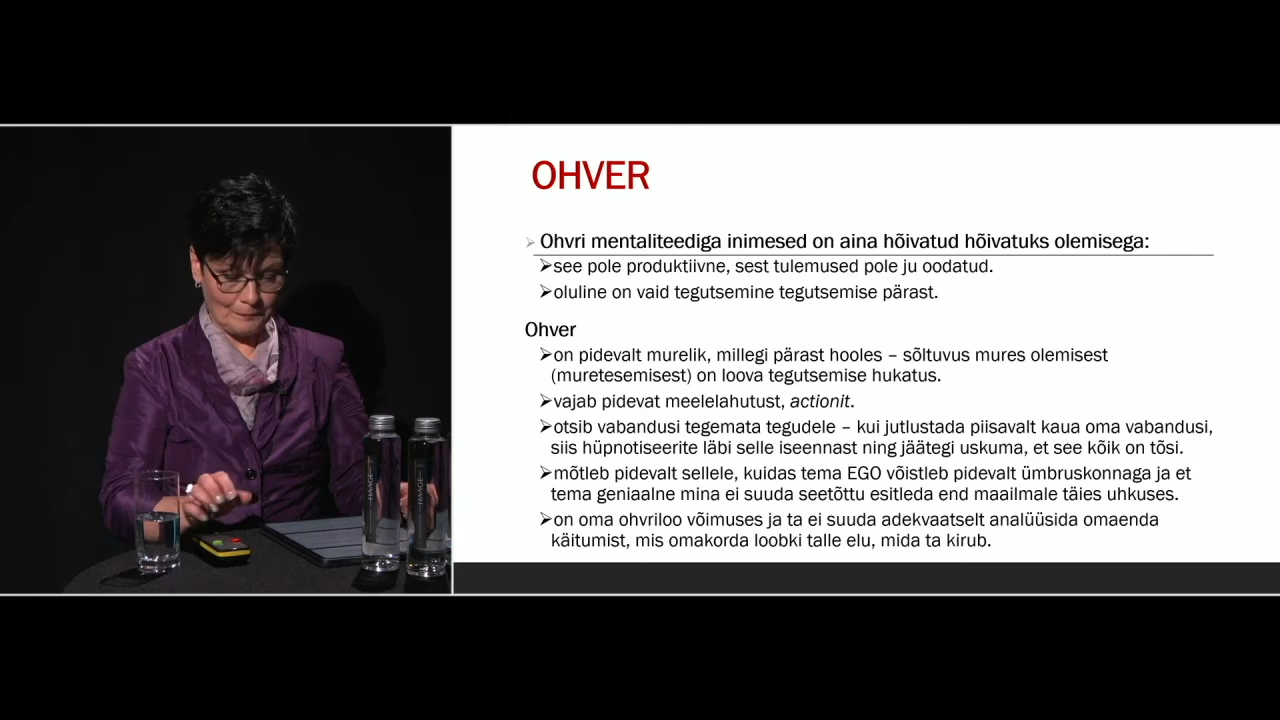 OHVER
➢ Ohvri mentaliteediga inimesed on aina hõivatud hõivatuks olemisega:
➢see pole produktiivne, sest tulemused pole ju oodatud.
➢oluline on vaid tegutsemine tegutsemise pärast.
Ohver
➢on pidevalt murelik, millegi pärast hooles – sõltuvus mures olemisest
(muretesemisest) on loova tegutsemise hukatus.
➢vajab pidevat meelelahutust, actionit.
➢otsib vabandusi tegemata tegudele – kui jutlustada piisavalt kaua oma vabandusi,
siis hüpnotiseerite läbi selle iseennast ning jäätegi uskuma, et see kõik on tõsi.
➢mõtleb pidevalt sellele, kuidas tema EGO võistleb pidevalt ümbruskonnaga ja et
tema geniaalne mina ei suuda seetõttu esitleda end maailmale täies uhkuses.
➢on oma ohvriloo võimuses ja ta ei suuda adekvaatselt analüüsida omaenda
käitumist, mis omakorda loobki talle elu, mida ta kirub.